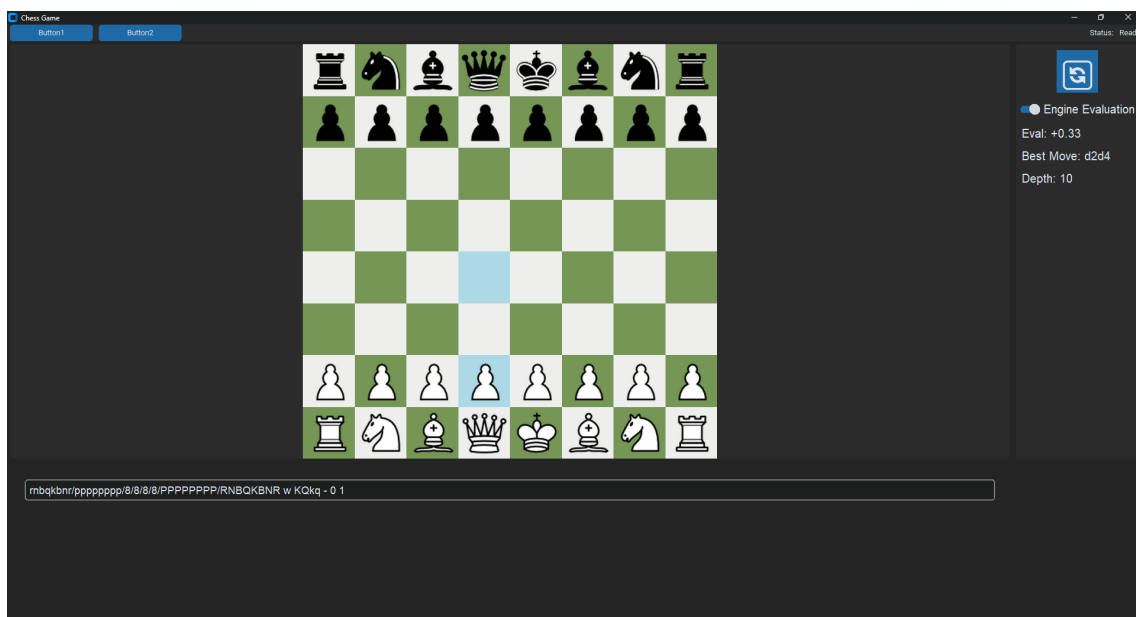 Chess Game
Button1 Button2 Status: Read
Engine Evaluation
Eval: +0.33
Best Move: d2d4
Depth: 10
rnbqkbnr/pppppppp/8/8/8/8/PPPPPPPP/RNBQKBNR w KQkq - 0 1